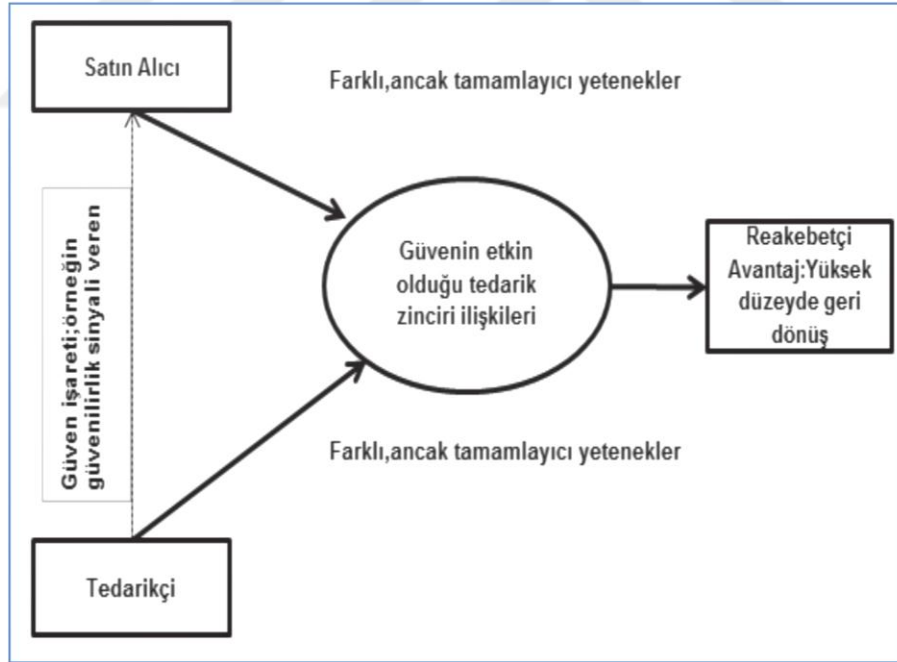 Satın Alıcı
Farklı,ancak tamamlayıcı yetenekler
Güven işareti;örneğin
güvenilirlik sinyali veren
Güvenin etkin
olduğu tedarik
zinciri ilişkileri
Reakebetçi
Avantaj:Yüksek
düzeyde geri
dönüş
Farklı,ancak tamamlayıcı yetenekler
Tedarikçi